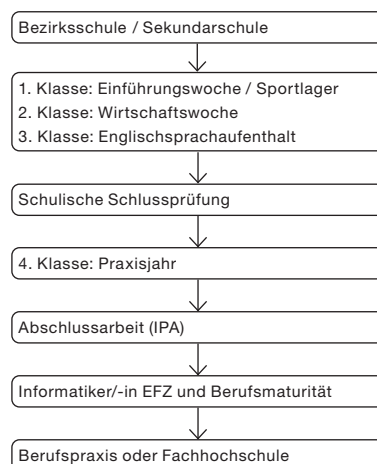 Bezirksschule / Sekundarschule
1. Klasse: Einführungswoche / Sportlager
2. Klasse: Wirtschaftswoche
3. Klasse: Englischsprachaufenthalt
Schulische Schlussprüfung
4. Klasse: Praxisjahr
Abschlussarbeit (IPA)
Informatiker/-in EFZ und Berufsmaturität
Berufspraxis oder Fachhochschule